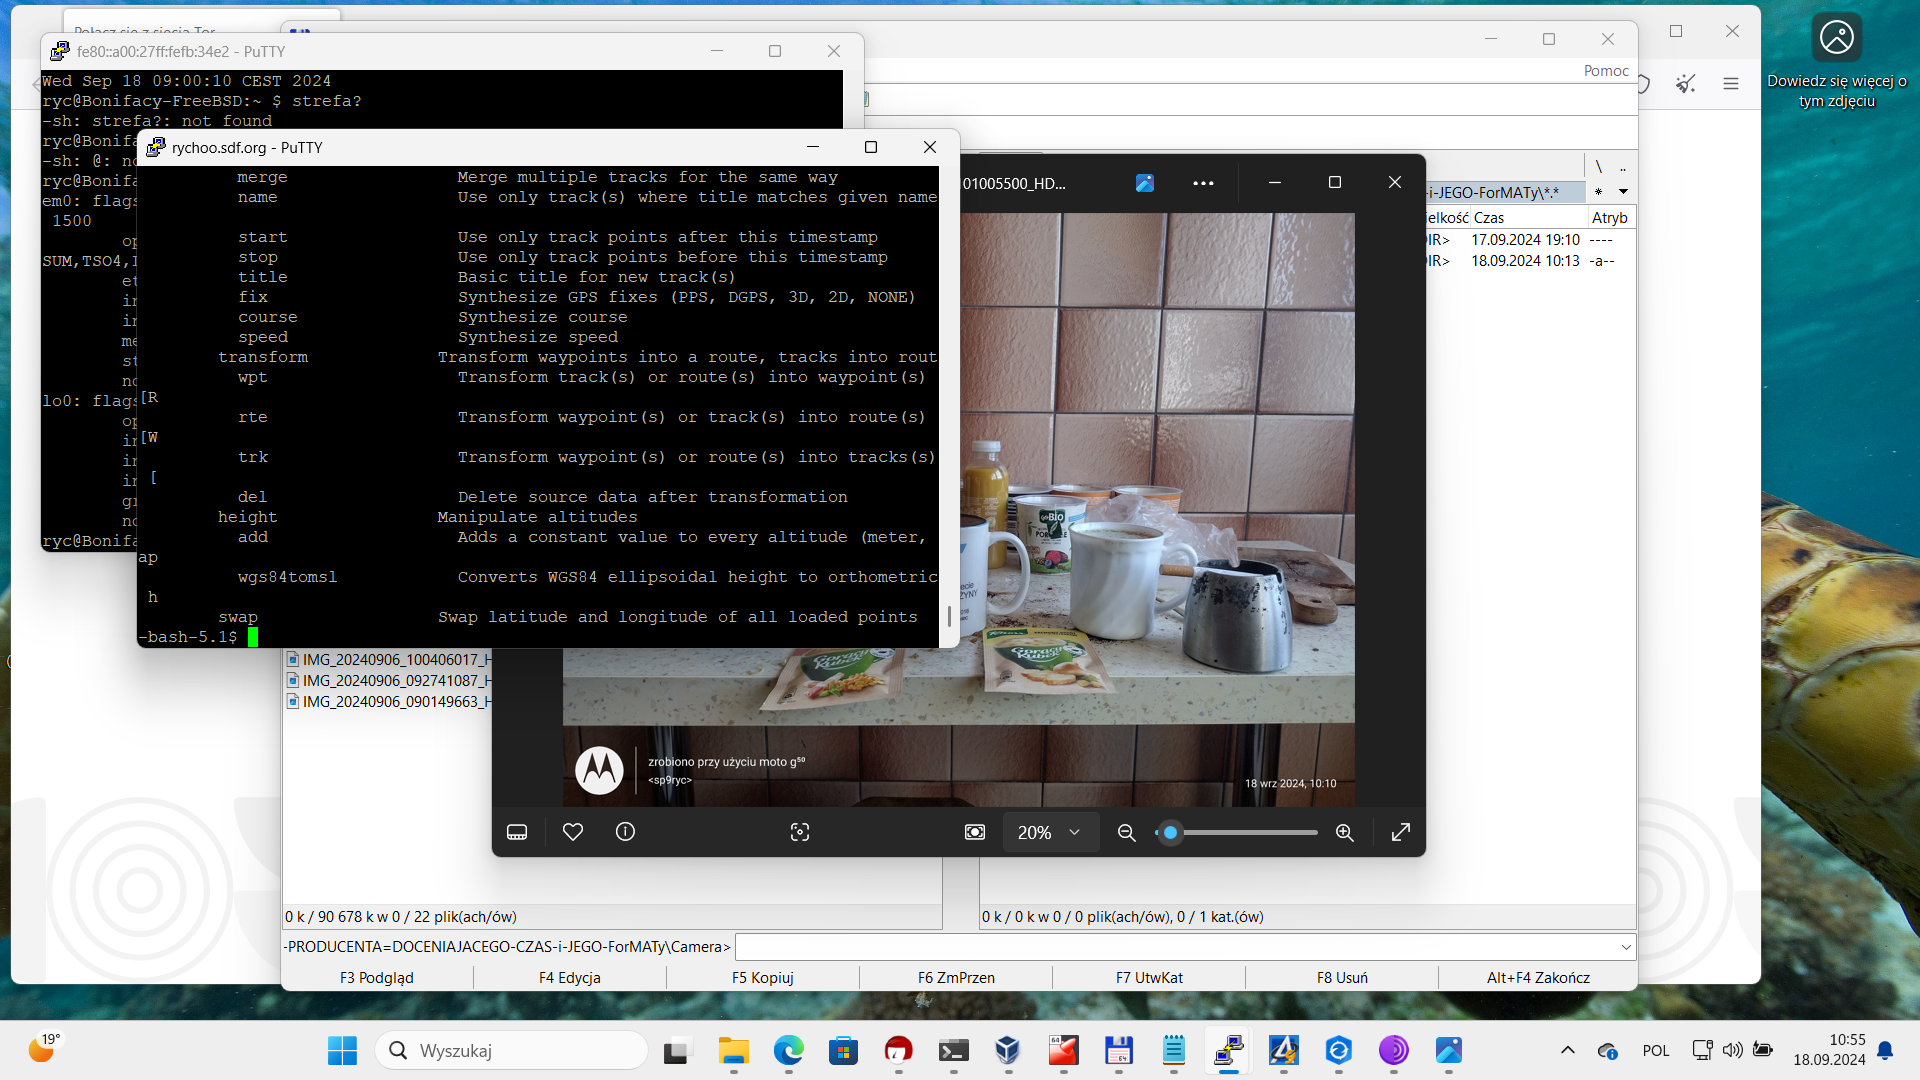 Połącz się z siecią Tor
fe80::a00:27ff:fefb:34e2 - PuTTY
Wed Sep 18 09:00:10 CEST 2024
ryc@Bonifacy-FreeBSD:~ $ strefa?
-sh: strefa?: not found
ryc@Bonifa
-sh: @: no
ryc@Bonifa
em0: flags
1500
op
SUM,TSO4,
et
in
in
me
st
no
lo0: flags
op
in
in
in
gr
no
ryc@Bonifa
rychoo.sdf.org - PuTTY
merge Merge multiple tracks for the same way
name Use only track(s) where title matches given name
start Use only track points after this timestamp
stop Use only track points before this timestamp
title Basic title for new track(s)
fix Synthesize GPS fixes (PPS, DGPS, 3D, 2D, NONE)
course Synthesize course
speed Synthesize speed
transform Transform waypoints into a route, tracks into rout
wpt Transform track(s) or route(s) into waypoint(s)
[R
rte Transform waypoint(s) or track(s) into route(s)
[W
trk Transform waypoint(s) or route(s) into tracks(s)
[
del Delete source data after transformation
height Manipulate altitudes
add Adds a constant value to every altitude (meter,
ap
wgs84tomsl Converts WGS84 ellipsoidal height to orthometric
h
swap Swap latitude and longitude of all loaded points
-bash-5.1$
Pomoc
\ ..
-i-JEGO-ForMATy\*.* *
ielkość Czas Atryb
DIR> 17.09.2024 19:10 ----
DIR> 18.09.2024 10:13 -a--
101005500_HD...
goBIO
Knorr
Gorący Kubek
Gorący Kubek
zrobiono przy użyciu moto g⁵⁰
<sp9ryc>
18 wrz 2024, 10:10
20%
IMG_20240906_100406017_H
IMG_20240906_092741087_H
IMG_20240906_090149663_H
0 k / 90 678 k w 0 / 22 plik(ach/ów)
0 k / 0 k w 0 / 0 plik(ach/ów), 0 / 1 kat.(ów)
-PRODUCENTA=DOCENIAJACEGO-CZAS-i-JEGO-ForMATy\Camera>
F3 Podgląd
F4 Edycja
F5 Kopiuj
F6 ZmPrzen
F7 UtwKat
F8 Usuń
Alt+F4 Zakończ
Dowiedz się więcej o
tym zdjęciu
19°
Wyszukaj
64
64
POL
10:55
18.09.2024